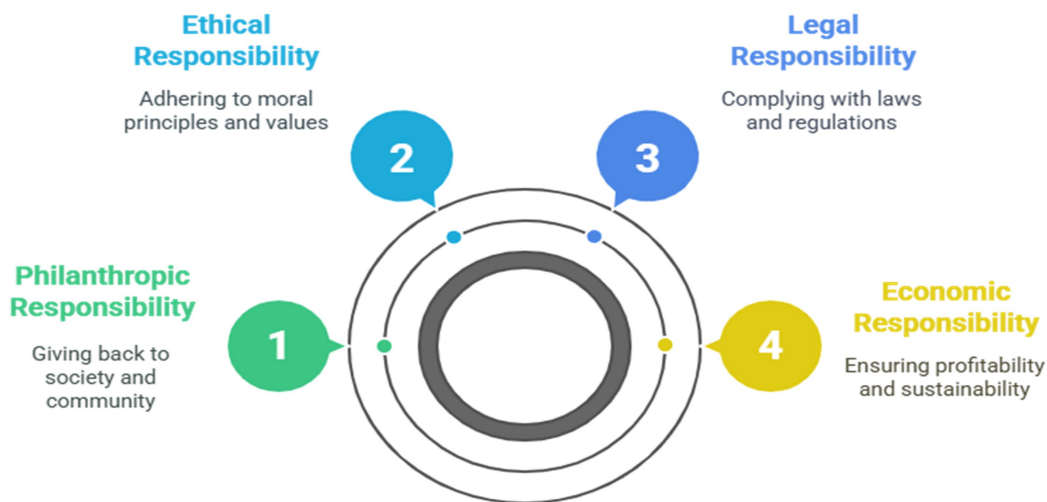 Ethical
Responsibility
Adhering to moral
principles and values
2
Legal
Responsibility
Complying with laws
and regulations
3
Philanthropic
Responsibility
Giving back to
society and
community
1
Economic
Responsibility
Ensuring profitability
and sustainability
4